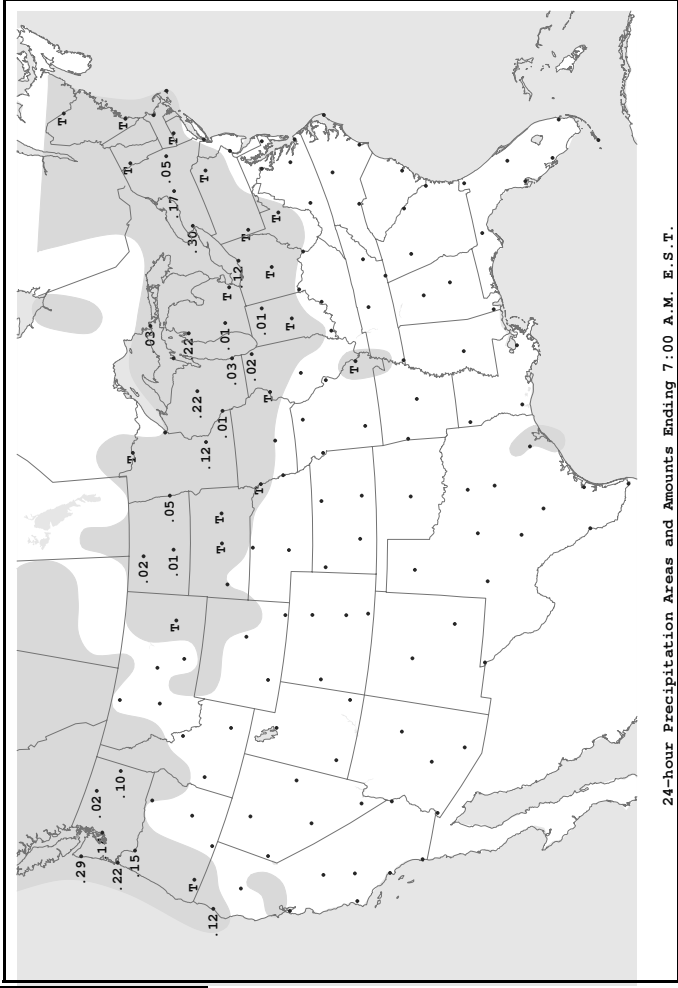 .29
.22
.15
.18
.02
.10
.12
T
T
.02
.01
.05
T
T
T
T
.12
.22
.01
.03
.02
T
.03
.22
.01
.01
T
T
T
.12
T
T
.30
.17
.05
T
T
T
T
T
T
24-hour Precipitation Areas and Amounts Ending 7:00 A.M. E.S.T.